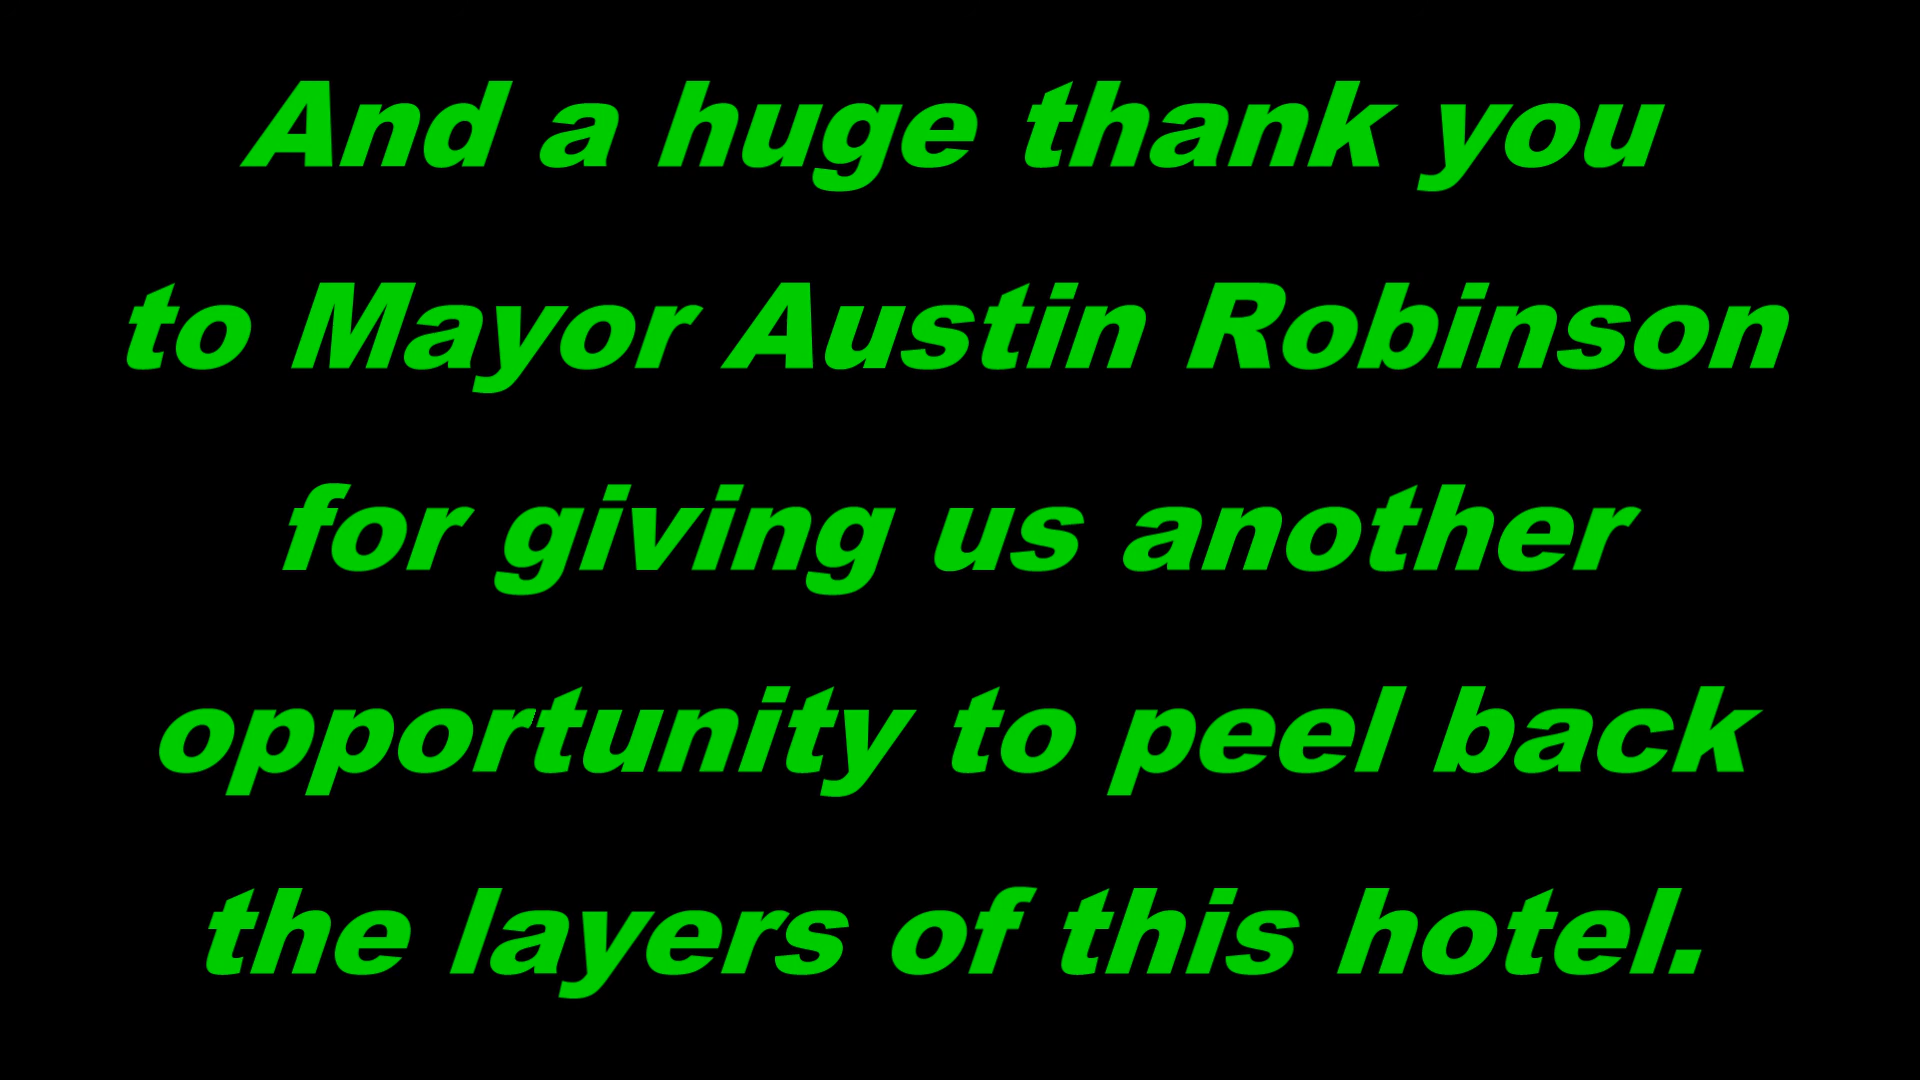 And a huge thank you
to Mayor Austin Robinson
for giving us another
opportunity to peel back
the layers of this hotel.